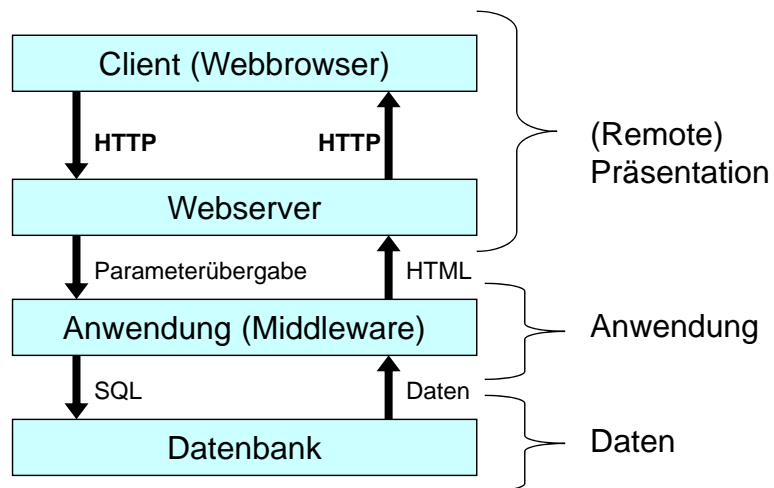 Client (Webbrowser)
HTTP
HTTP
(Remote)
Präsentation
Webserver
Parameterübergabe
HTML
Anwendung (Middleware)
Anwendung
SQL
Daten
Datenbank
Daten